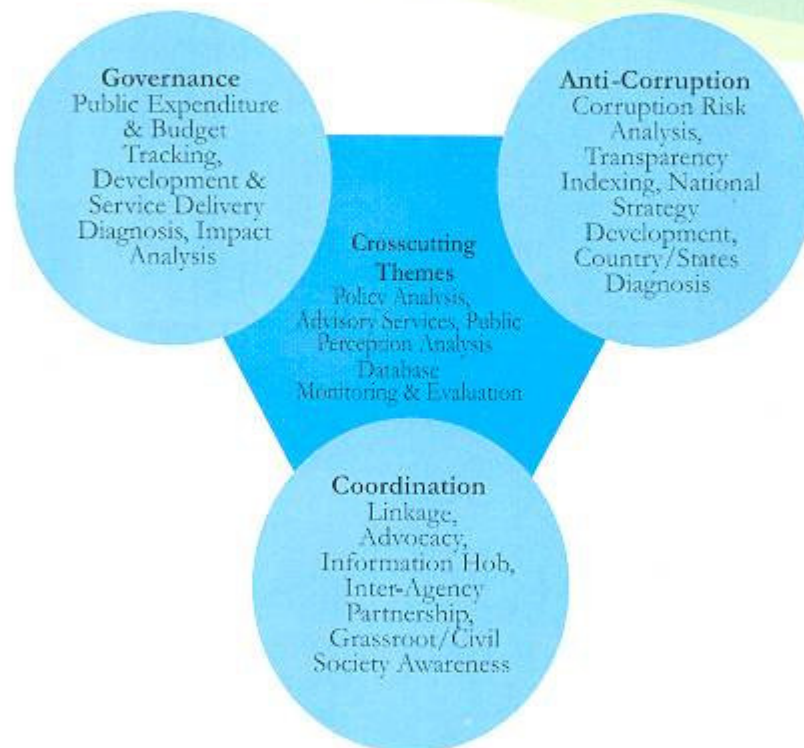 Governance
Public Expenditure
& Budget
Tracking,
Development &
Service Delivery
Diagnosis, Impact
Analysis
Anti-Corruption
Corruption Risk
Analysis,
Transparency
Indexing, National
Strategy
Development,
Country/States
Diagnosis
Crosscutting
Themes
Policy Analysis,
Advisory Services, Public
Perception Analysis
Database
Monitoring & Evaluation
Coordination
Linkage,
Advocacy,
Information Hob,
Inter-Agency
Partnership,
Grassroot/Civil
Society Awareness